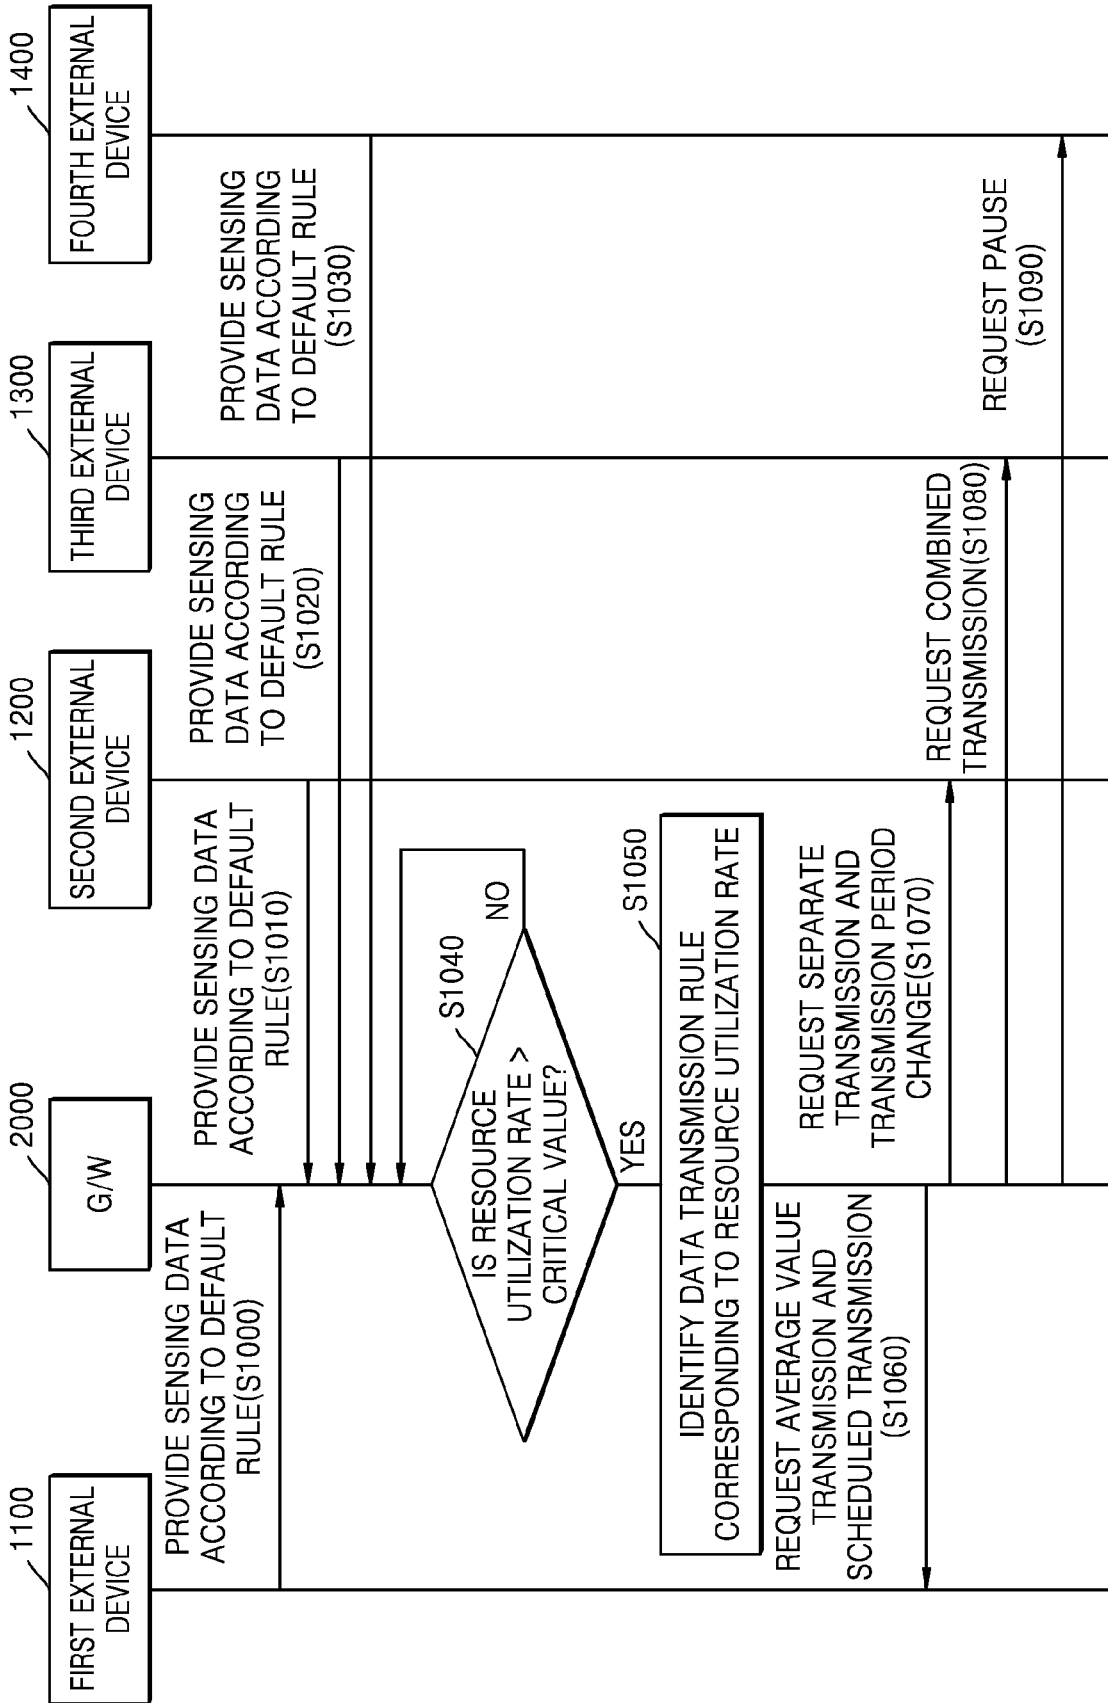 1100
FIRST EXTERNAL
DEVICE
2000
G/W
1200
SECOND EXTERNAL
DEVICE
1300
THIRD EXTERNAL
DEVICE
1400
FOURTH EXTERNAL
DEVICE
PROVIDE SENSING DATA
ACCORDING TO DEFAULT
RULE(S1000)
PROVIDE SENSING DATA
ACCORDING TO DEFAULT
RULE(S1010)
PROVIDE SENSING
DATA ACCORDING
TO DEFAULT RULE
(S1020)
PROVIDE SENSING
DATA ACCORDING
TO DEFAULT RULE
(S1030)
S1040
IS RESOURCE
UTILIZATION RATE >
CRITICAL VALUE?
NO
YES
S1050
IDENTIFY DATA TRANSMISSION RULE
CORRESPONDING TO RESOURCE UTILIZATION RATE
REQUEST AVERAGE VALUE
TRANSMISSION AND
SCHEDULED TRANSMISSION
(S1060)
REQUEST SEPARATE
TRANSMISSION AND
TRANSMISSION PERIOD
CHANGE(S1070)
REQUEST COMBINED
TRANSMISSION(S1080)
REQUEST PAUSE
(S1090)